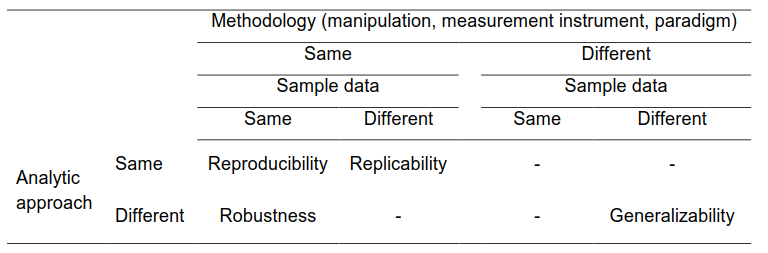 Methodology (manipulation, measurement instrument, paradigm)
Same Different
Sample data Sample data
Same Different Same Different
Analytic approach
Same Reproducibility Replicability - -
Different Robustness - - Generalizability